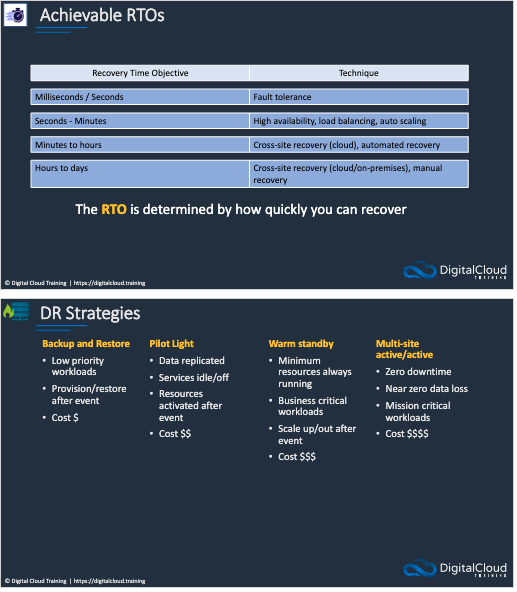 Achievable RTOs
Recovery Time Objective
Technique
Milliseconds / Seconds
Fault tolerance
Seconds - Minutes
High availability, load balancing, auto scaling
Minutes to hours
Cross-site recovery (cloud), automated recovery
Hours to days
Cross-site recovery (cloud/on-premises), manual
recovery
The RTO is determined by how quickly you can recover
DigitalCloud
TRAINING
© Digital Cloud Training | https://digitalcloud.training
DR Strategies
Backup and Restore
• Low priority
workloads
• Provision/restore
after event
• Cost $
Pilot Light
• Data replicated
• Services idle/off
• Resources
activated after
event
• Cost $$
Warm standby
• Minimum
resources always
running
• Business critical
workloads
• Scale up/out after
event
• Cost $$$
Multi-site
active/active
• Zero downtime
• Near zero data loss
• Mission critical
workloads
• Cost $$$$
DigitalCloud
TRAINING
© Digital Cloud Training | https://digitalcloud.training